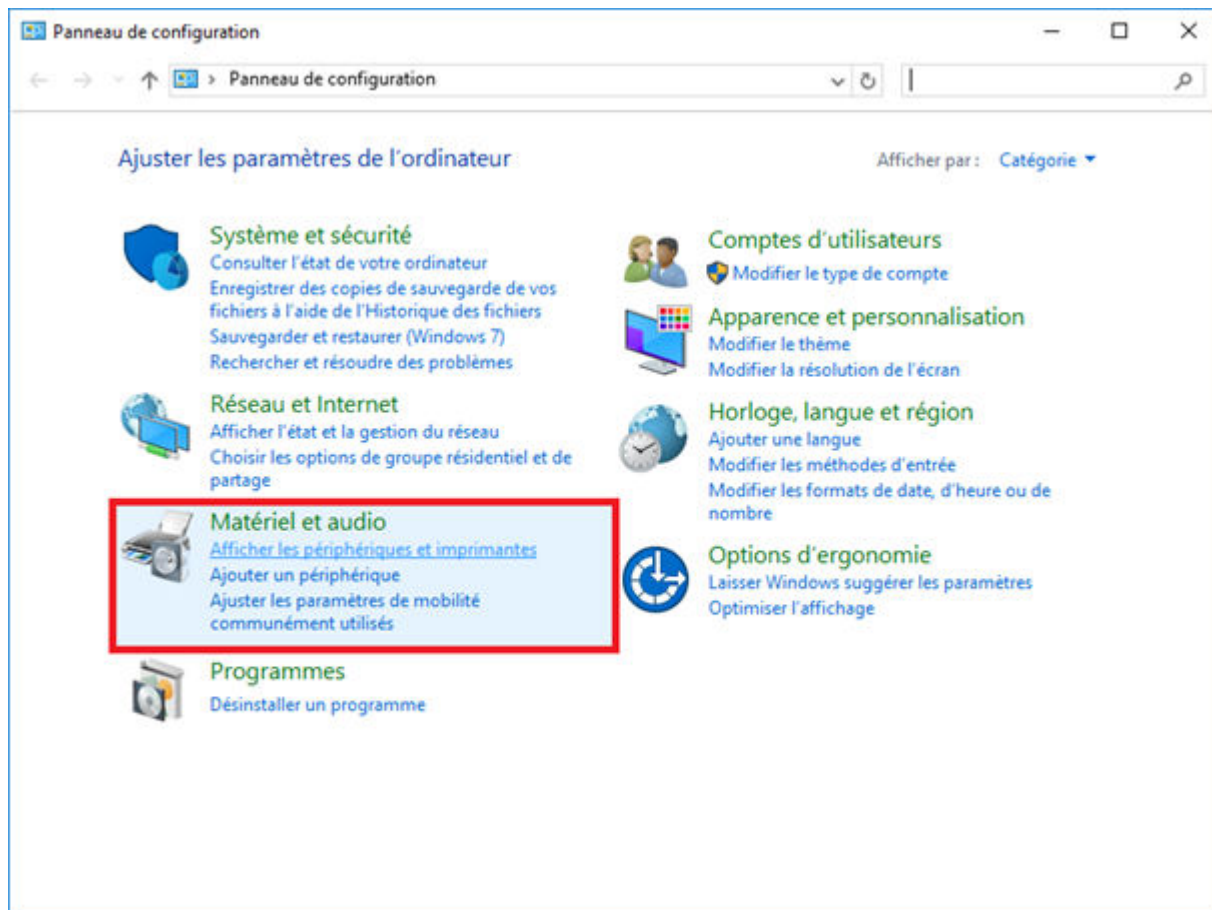 Panneau de configuration
Panneau de configuration
Ajuster les paramètres de l'ordinateur
Afficher par : Catégorie
Système et sécurité
Consulter l'état de votre ordinateur
Enregistrer des copies de sauvegarde de vos
fichiers à l'aide de l'Historique des fichiers
Sauvegarder et restaurer (Windows 7)
Rechercher et résoudre des problèmes
Réseau et Internet
Afficher l'état et la gestion du réseau
Choisir les options de groupe résidentiel et de
partage
Matériel et audio
Afficher les périphériques et imprimantes
Ajouter un périphérique
Ajuster les paramètres de mobilité
communément utilisés
Programmes
Désinstaller un programme
Comptes d'utilisateurs
Modifier le type de compte
Apparence et personnalisation
Modifier le thème
Modifier la résolution de l'écran
Horloge, langue et région
Ajouter une langue
Modifier les méthodes d'entrée
Modifier les formats de date, d'heure ou de
nombre
Options d'ergonomie
Laisser Windows suggérer les paramètres
Optimiser l'affichage